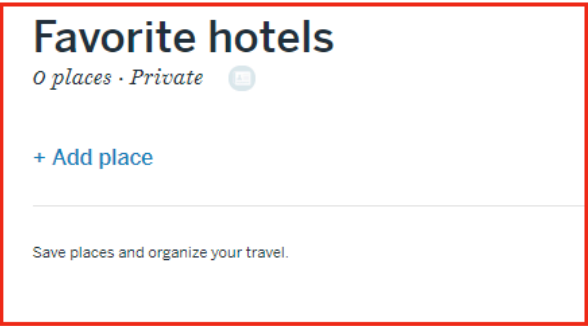 Favorite hotels
0 places · Private
+ Add place
Save places and organize your travel.